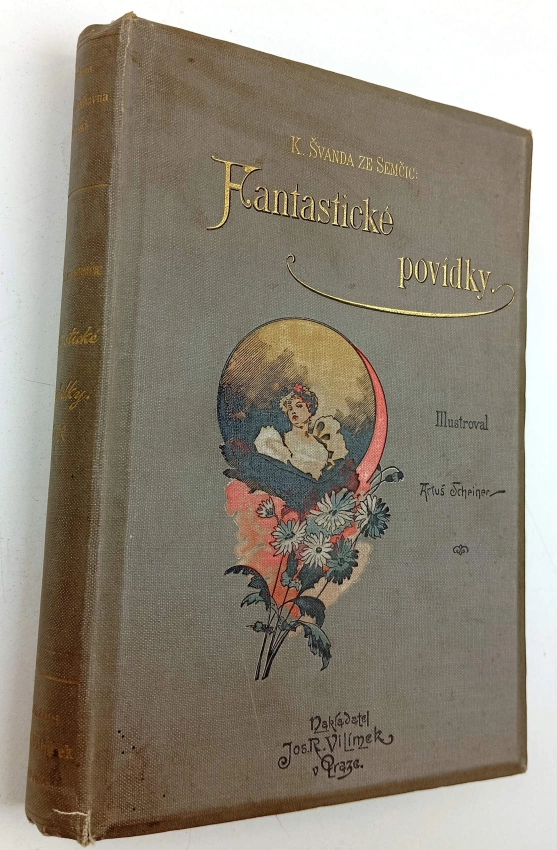 K. ŠVANDA ZE SEMČIC:
Fantastické
povídky.
Illustroval
Artuš Scheiner
Nakladatel
Jos. R. Vilímek
v Praze.